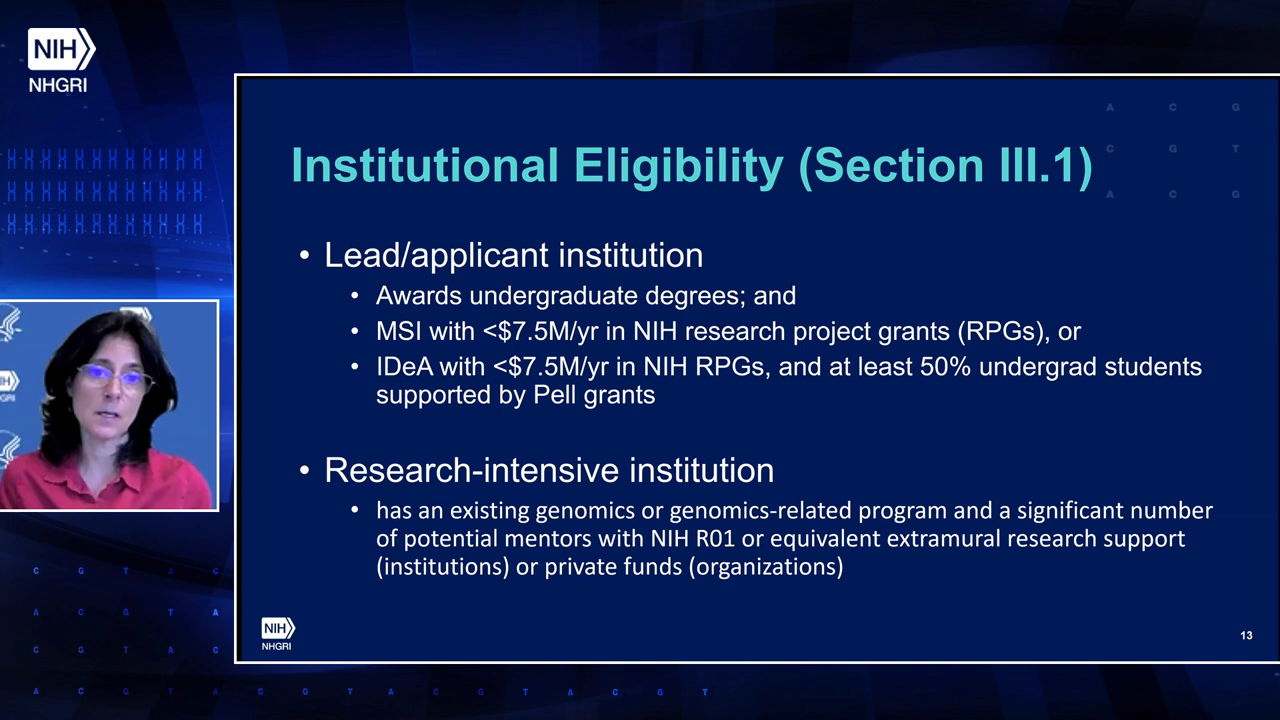 NIH
NHGRI
A C G
Institutional Eligibility (Section III.1)
C G T
A C G
• Lead/applicant institution
• Awards undergraduate degrees; and
• MSI with <$7.5M/yr in NIH research project grants (RPGs), or
• IDeA with <$7.5M/yr in NIH RPGs, and at least 50% undergrad students
supported by Pell grants
• Research-intensive institution
• has an existing genomics or genomics-related program and a significant number
of potential mentors with NIH R01 or equivalent extramural research support
(institutions) or private funds (organizations)
C G T A C
A C G T A
C G T A C
NIH
NHGRI
13
A C G T A C G T A C G T A C G T